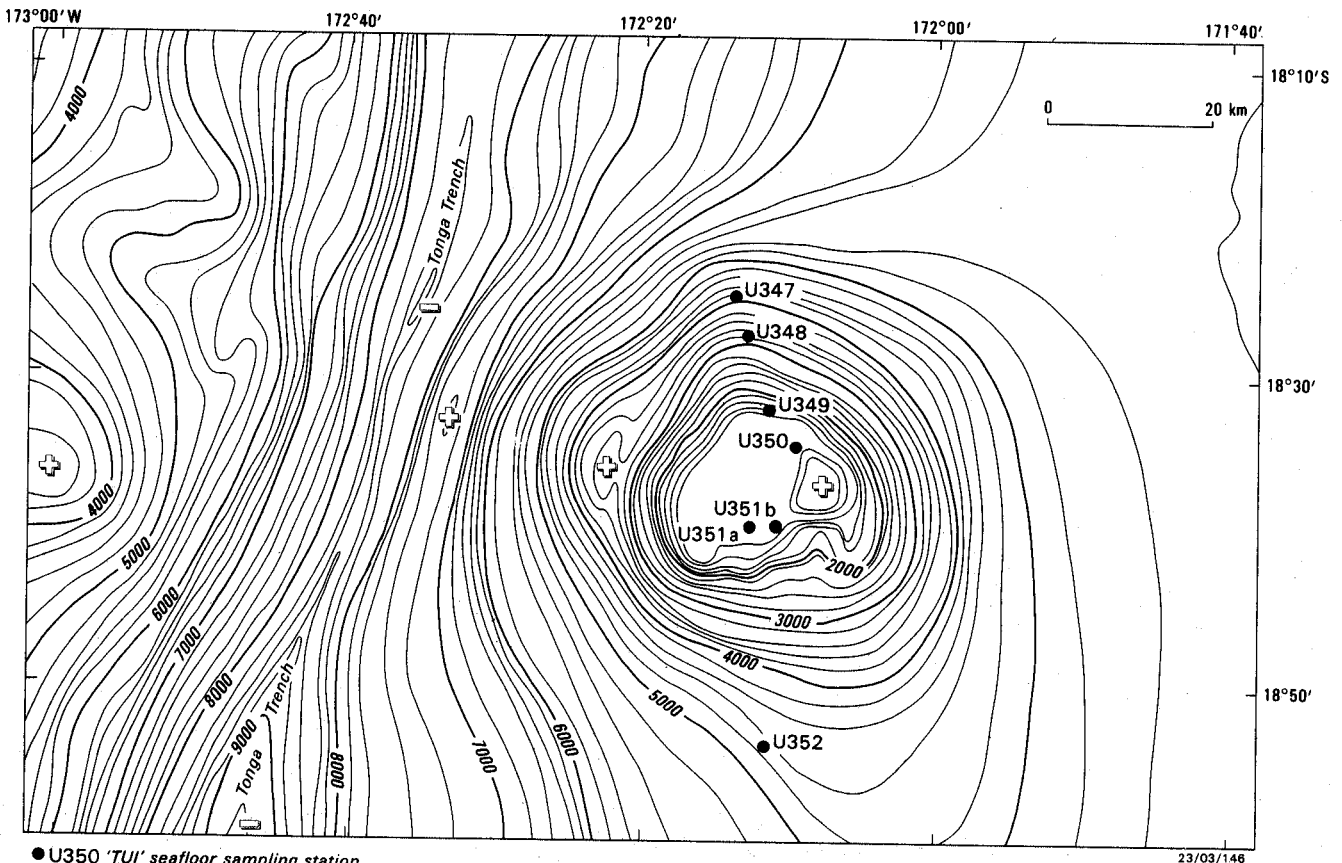 173°00′W
172°40′
172°20′
172°00′
171°40′
18°10′S
0 20 km
4000
Tonga Trench
U347
U348
18°30′
U349
U350
4000
U351b
U351a
5000
2000
6000
3000
7000
4000
8000
5000
18°50′
9000
Tonga Trench
U352
8000
7000
6000
● U350 'TUI' seafloor sampling station
23/03/146